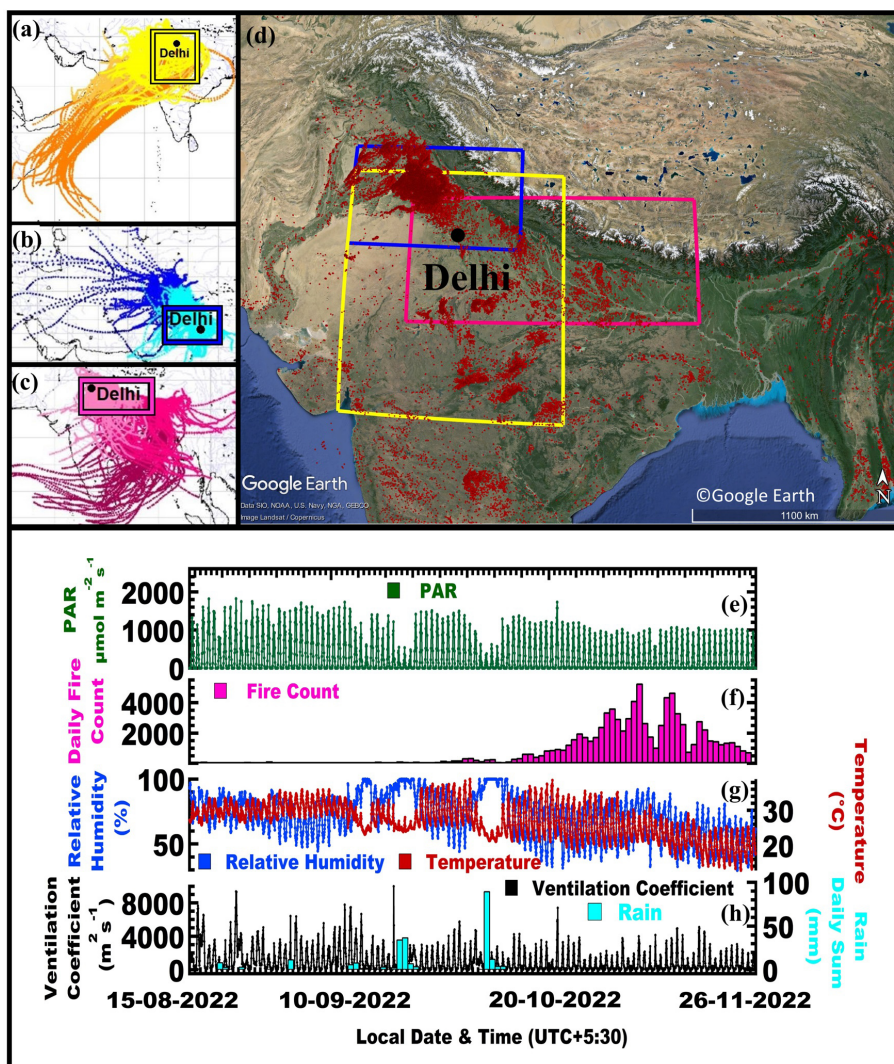 (a)
Delhi
(b)
Delhi
(c)
Delhi
(d)
Delhi
Google Earth
Data SIO, NOAA, U.S. Navy, NGA, GEBCO
Image Landsat / Copernicus
©Google Earth
N
1100 km
PAR
μmol m⁻² s⁻¹
2000
1000
0
PAR
(e)
Daily Fire
Count
4000
2000
0
Fire Count
(f)
Relative
Humidity
(%)
100
50
Relative Humidity
Temperature
(g)
30
20
Temperature
(°C)
Ventilation
Coefficient
(m² s⁻¹)
8000
4000
0
Ventilation Coefficient
Rain
(h)
100
50
0
Rain
Daily Sum
(mm)
15-08-2022
10-09-2022
20-10-2022
26-11-2022
Local Date & Time (UTC+5:30)